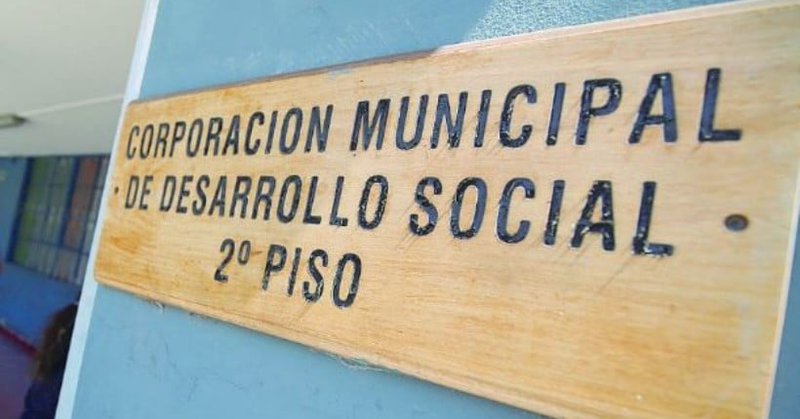 CORPORACION MUNICIPAL
DE DESARROLLO SOCIAL
2º PISO